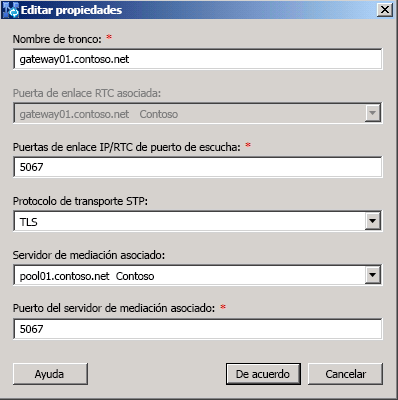 Editar propiedades
Nombre de tronco: *
gateway01.contoso.net
Puerta de enlace RTC asociada:
gateway01.contoso.net Contoso
Puertas de enlace IP/RTC de puerto de escucha: *
5067
Protocolo de transporte STP:
TLS
Servidor de mediación asociado:
pool01.contoso.net Contoso
Puerto del servidor de mediación asociado: *
5067
Ayuda
De acuerdo
Cancelar